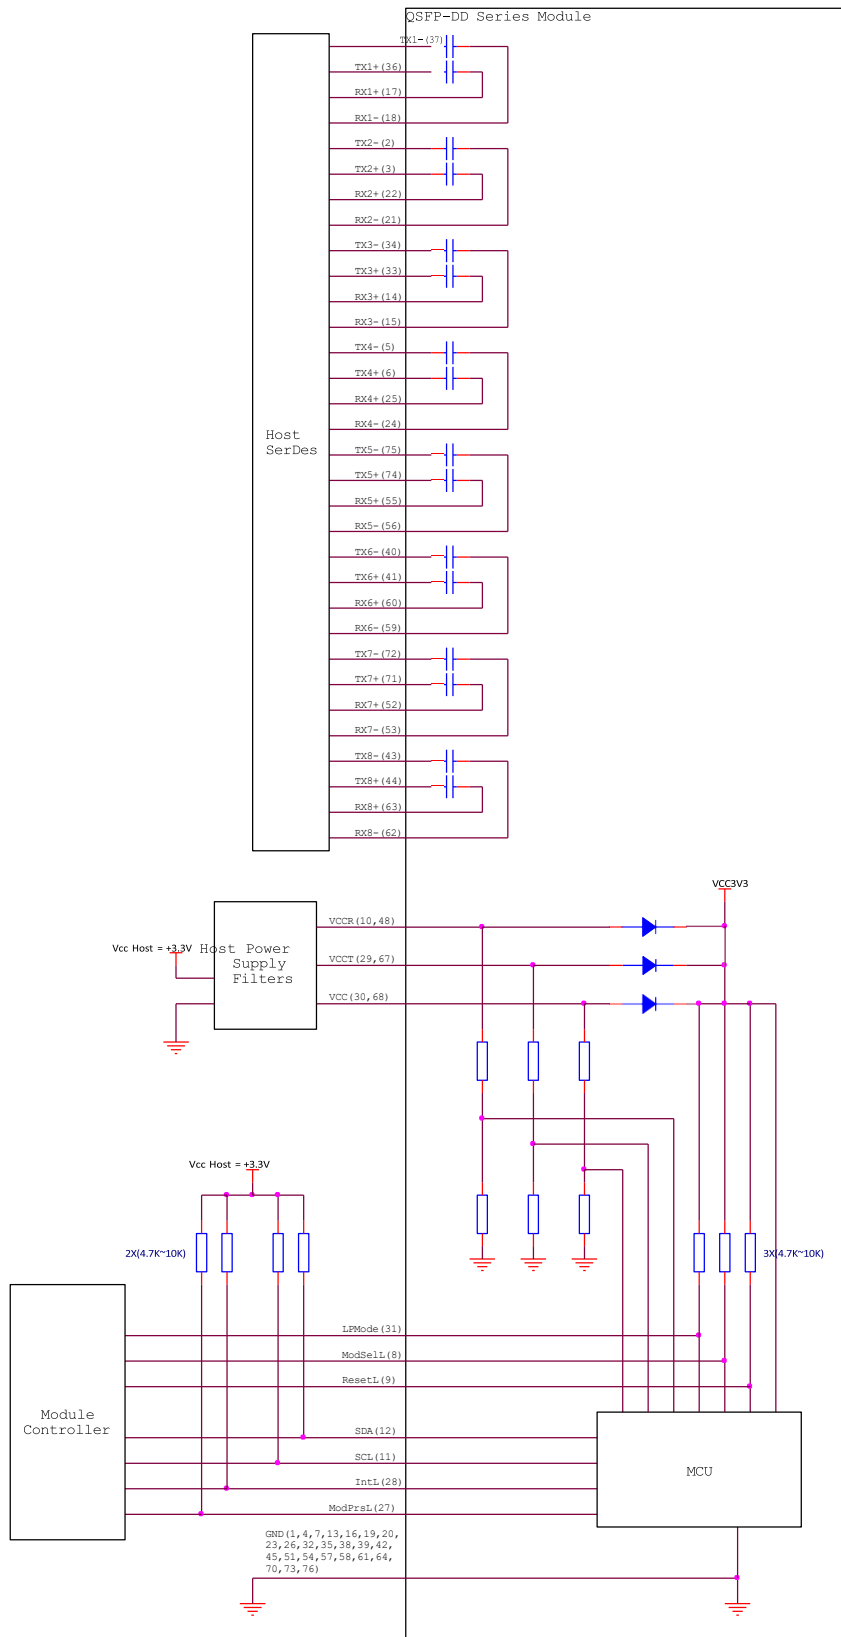 QSFP-DD Series Module
TX1-(37)
TX1+(36)
RX1+(17)
RX1-(18)
TX2-(2)
TX2+(3)
RX2+(22)
RX2-(21)
TX3-(34)
TX3+(33)
RX3+(14)
RX3-(15)
TX4-(5)
TX4+(6)
RX4+(25)
RX4-(24)
Host
SerDes
TX5-(75)
TX5+(74)
RX5+(55)
RX5-(56)
TX6-(40)
TX6+(41)
RX6+(60)
RX6-(59)
TX7-(72)
TX7+(71)
RX7+(52)
RX7-(53)
TX8-(43)
TX8+(44)
RX8+(63)
RX8-(62)
VCC3V3
VCCR(10,48)
Vcc Host = +3.3V
Host Power
Supply
Filters
VCCT(29,67)
VCC(30,68)
Vcc Host = +3.3V
2X(4.7K~10K)
3X(4.7K~10K)
LPMode(31)
ModSelL(8)
ResetL(9)
Module
Controller
SDA(12)
SCL(11)
IntL(28)
ModPrsL(27)
MCU
GND(1,4,7,13,16,19,20,
23,26,32,35,38,39,42,
45,51,54,57,58,61,64,
70,73,76)